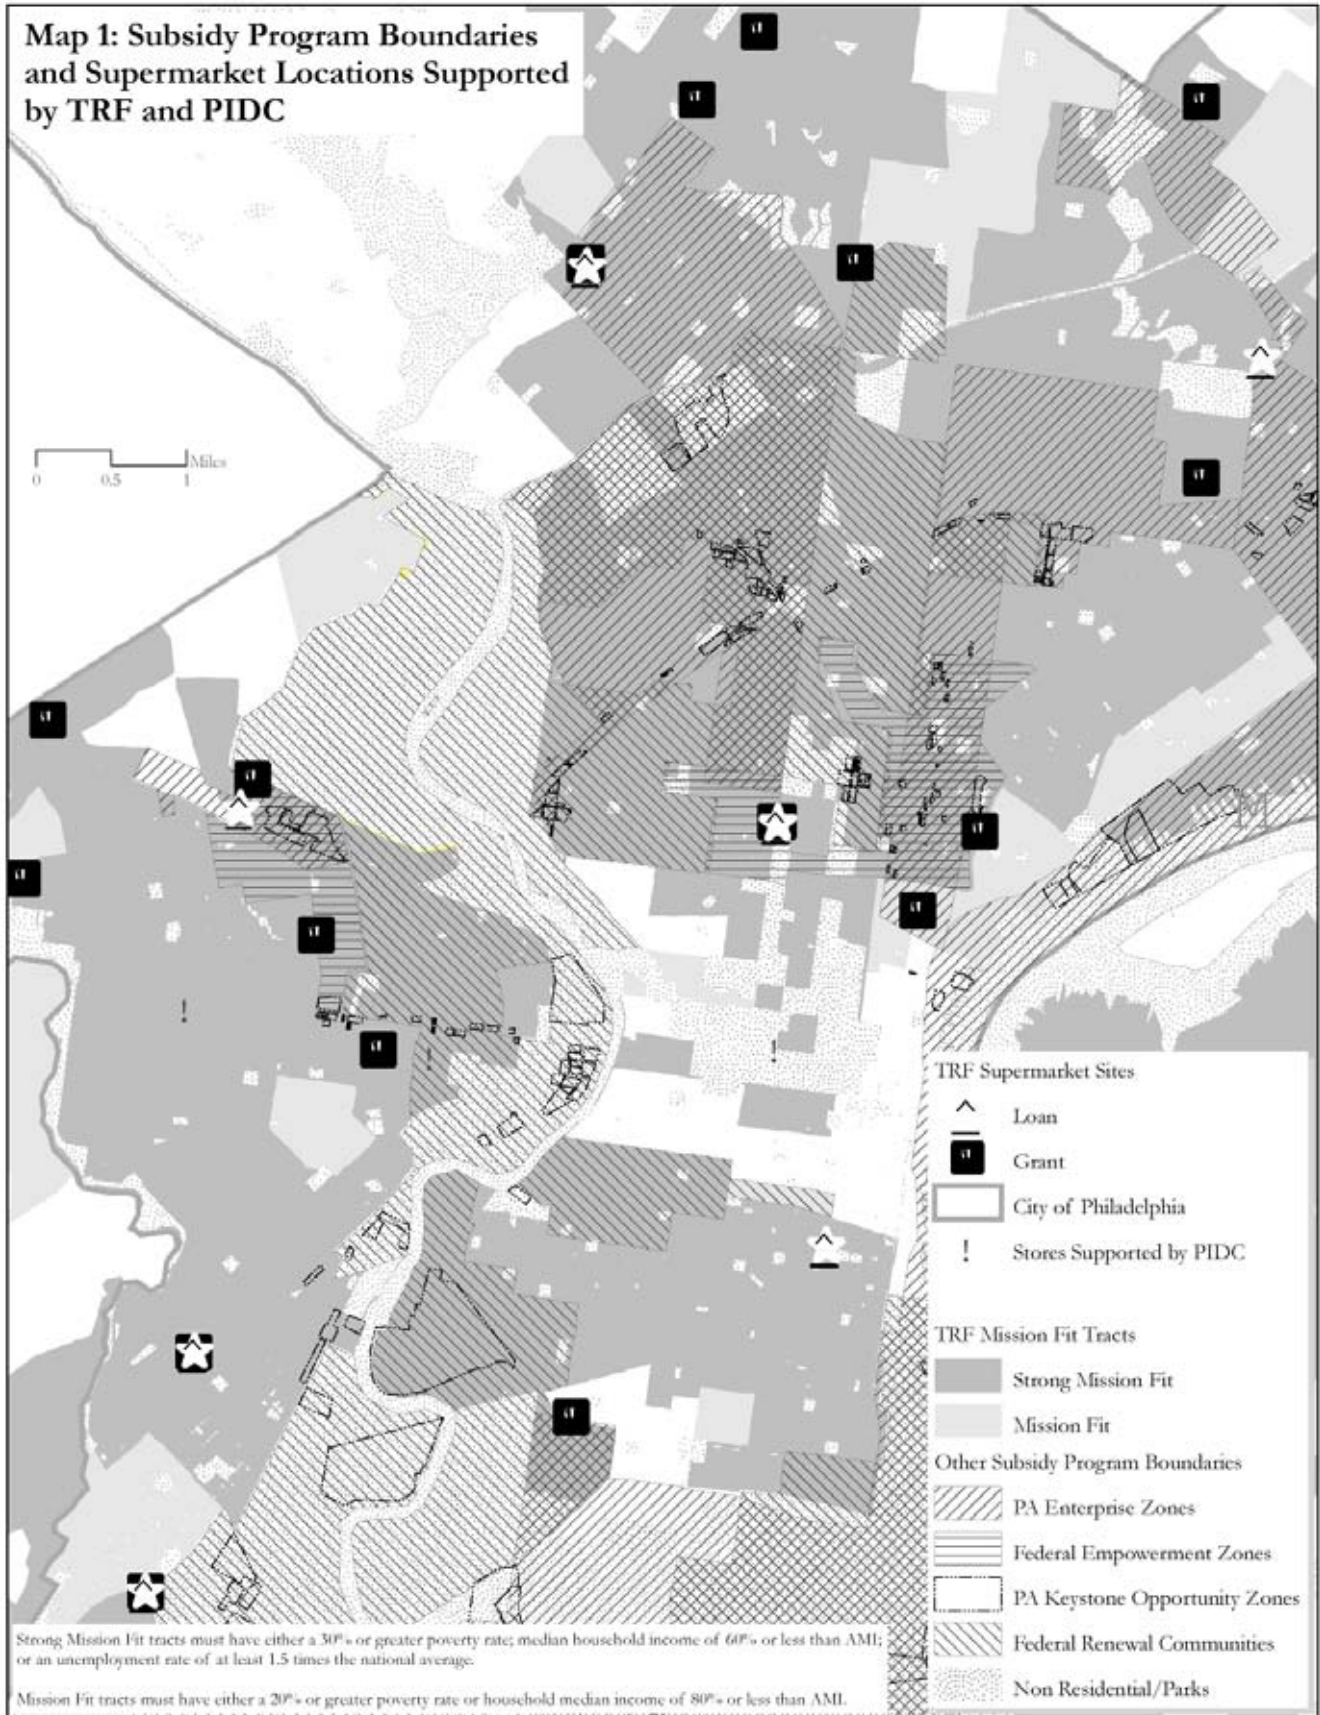 Map 1: Subsidy Program Boundaries
and Supermarket Locations Supported
by TRF and PIDC
Miles
0 0.5 1
TRF Supermarket Sites
Loan
Grant
City of Philadelphia
! Stores Supported by PIDC
TRF Mission Fit Tracts
Strong Mission Fit
Mission Fit
Other Subsidy Program Boundaries
PA Enterprise Zones
Federal Empowerment Zones
PA Keystone Opportunity Zones
Federal Renewal Communities
Non Residential/Parks
Strong Mission Fit tracts must have either a 30% or greater poverty rate; median household income of 60% or less than AMI;
or an unemployment rate of at least 1.5 times the national average.
Mission Fit tracts must have either a 20% or greater poverty rate or household median income of 80% or less than AMI.